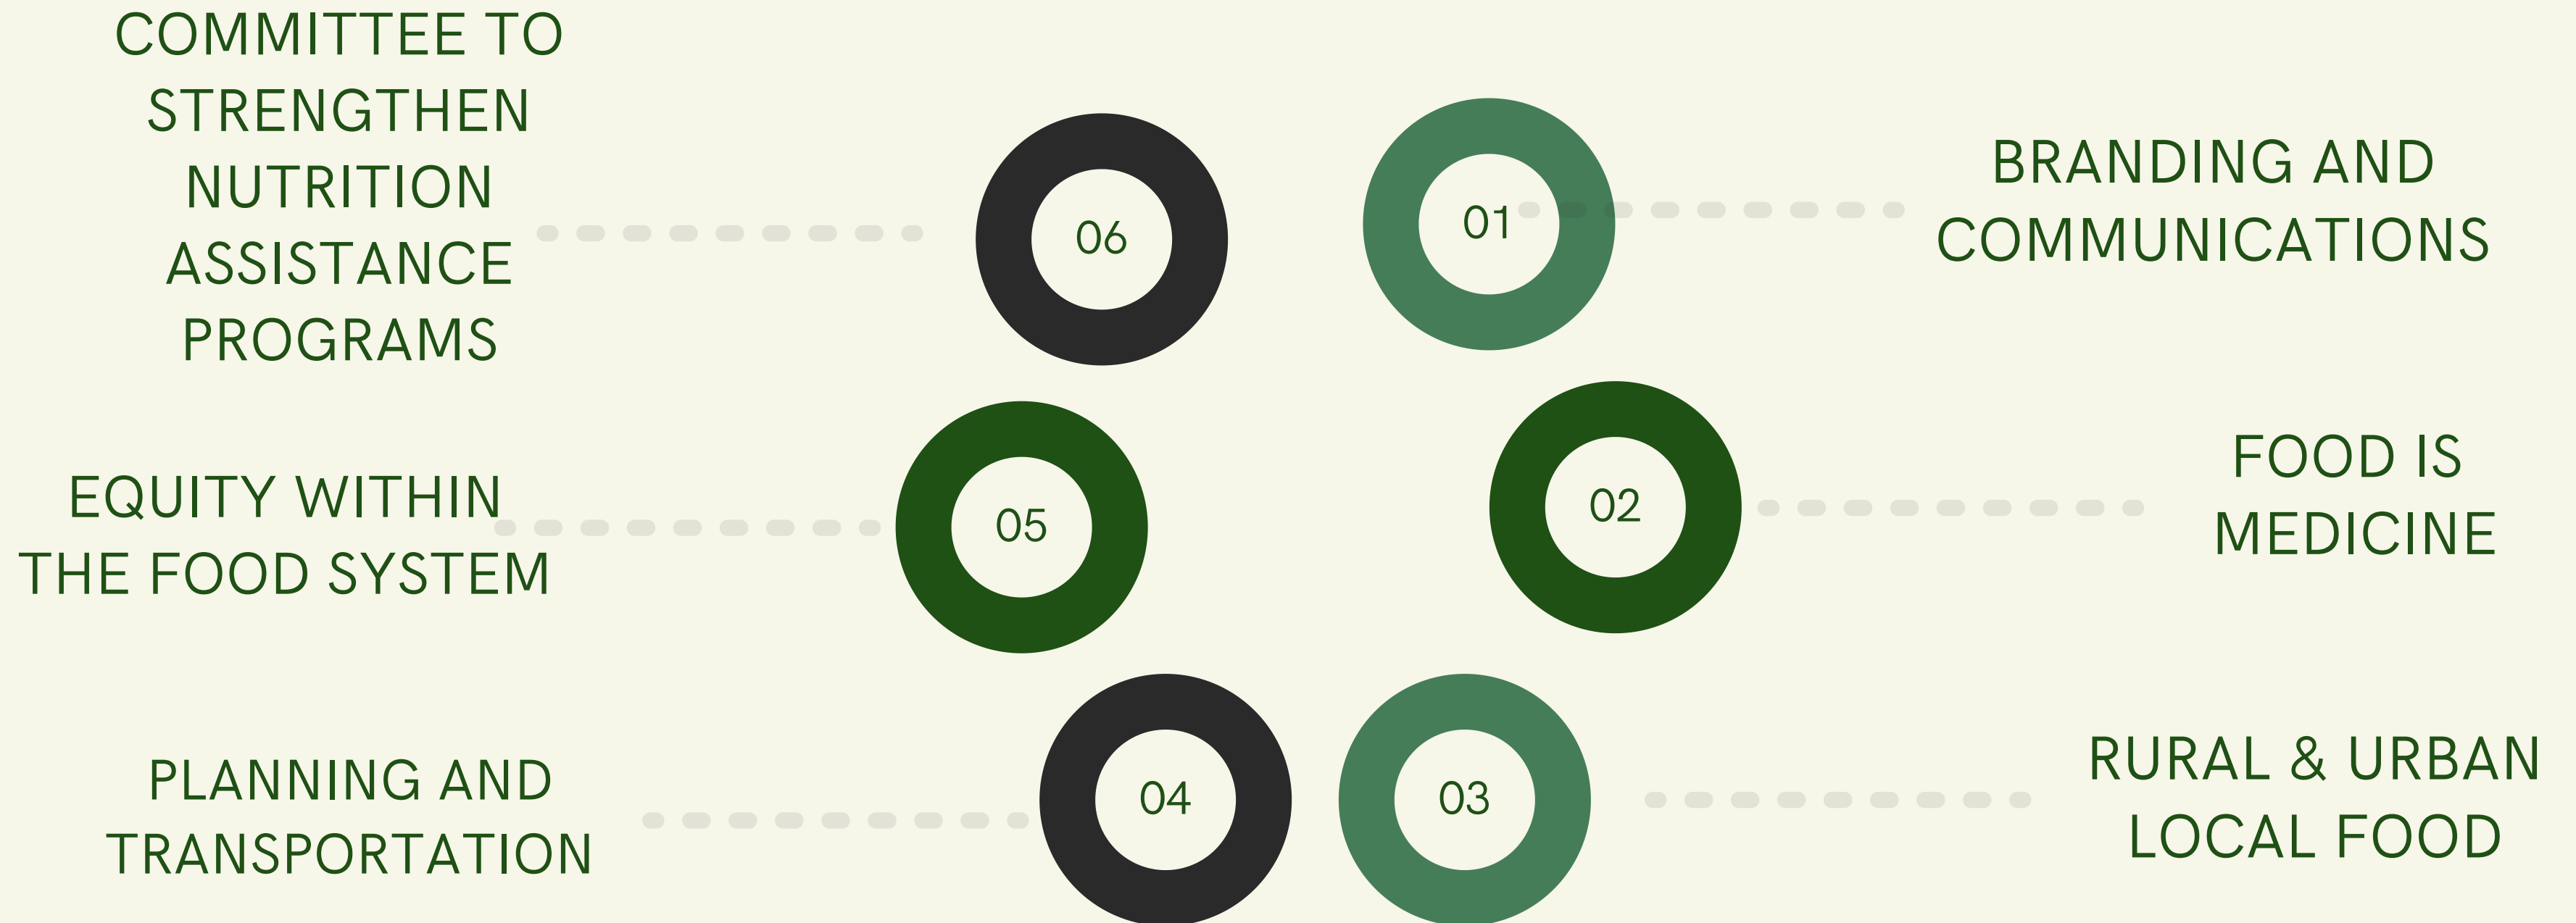 COMMITTEE TO
STRENGTHEN
NUTRITION
ASSISTANCE
PROGRAMS
06
01
BRANDING AND
COMMUNICATIONS
EQUITY WITHIN
THE FOOD SYSTEM
05
02
FOOD IS
MEDICINE
PLANNING AND
TRANSPORTATION
04
03
RURAL & URBAN
LOCAL FOOD